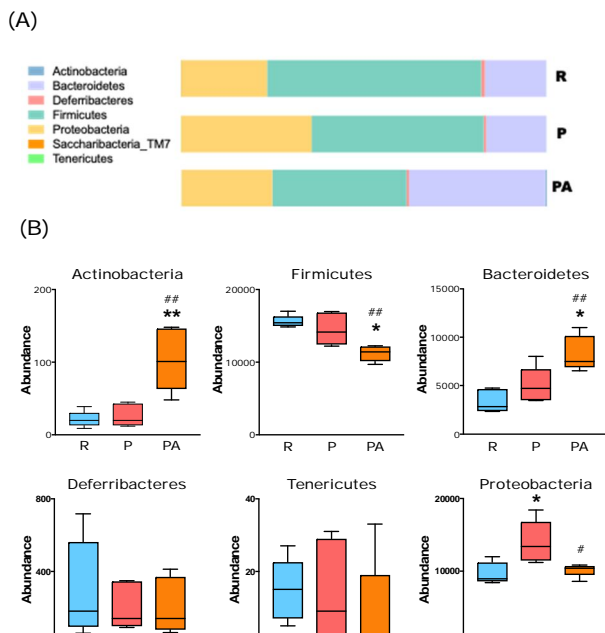 (A)
Actinobacteria
Bacteroidetes
Deferribacteres
Firmicutes
Proteobacteria
Saccharibacteria_TM7
Tenericutes
R
P
PA
(B)
Actinobacteria
Abundance
200
100
0
##
**
R P PA
Firmicutes
Abundance
20000
10000
0
##
*
R P PA
Bacteroidetes
Abundance
15000
10000
5000
0
##
*
R P PA
Deferribacteres
Abundance
800
400
Tenericutes
Abundance
40
20
Proteobacteria
Abundance
20000
10000
*
#